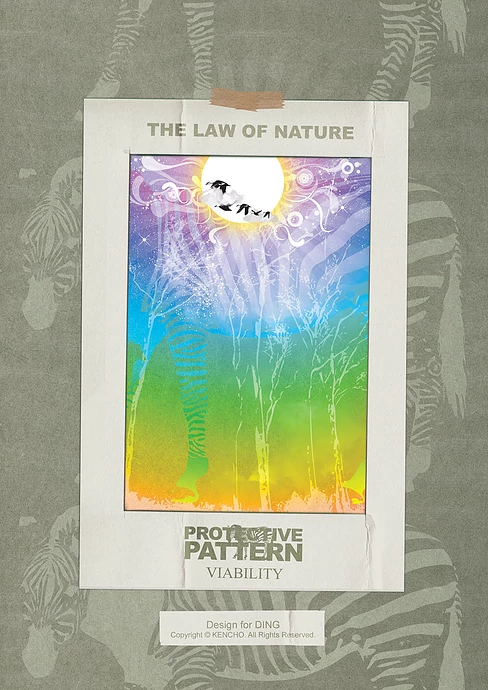 THE LAW OF NATURE
PROTECTIVE
PATTERN
VIABILITY
Design for DING
Copyright © KENCHO. All Rights Reserved.